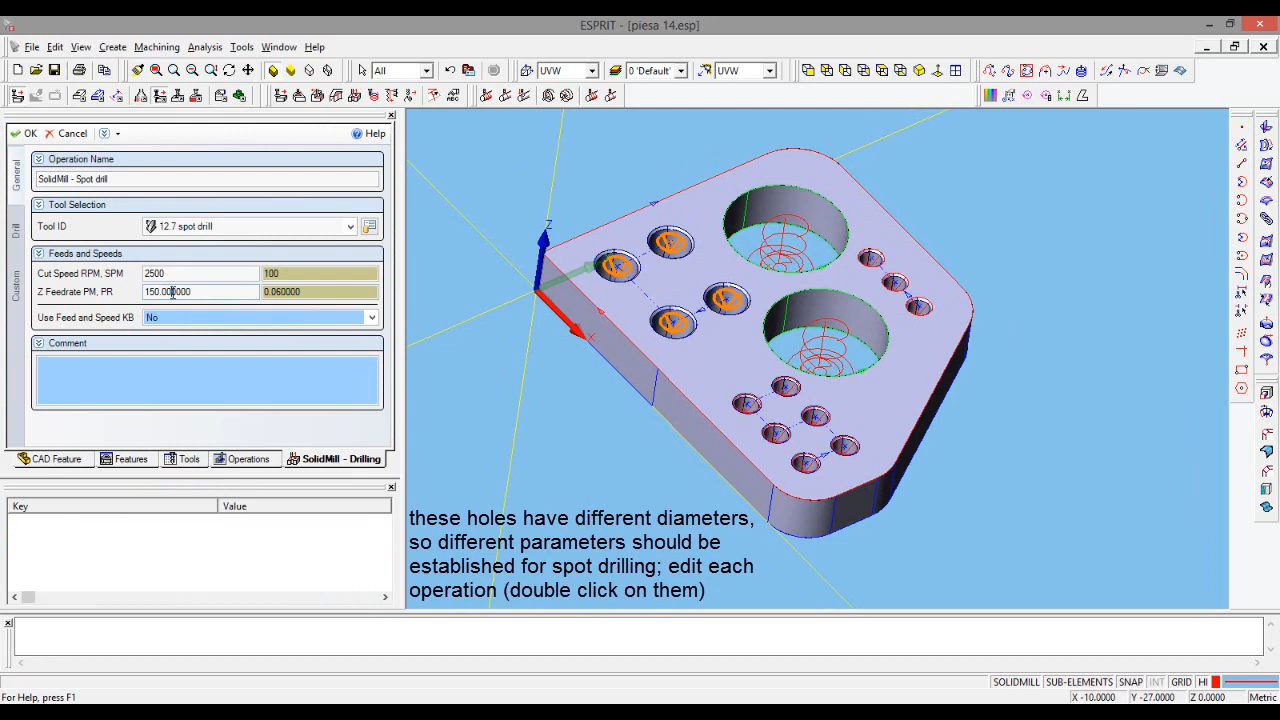 ESPRIT - [piesa 14.esp]
File Edit View Create Machining Analysis Tools Window Help
All UVW 0 'Default' UVW
OK Cancel Help
General
Drill
Custom
Operation Name
SolidMill - Spot drill
Tool Selection
Tool ID 12.7 spot drill
Feeds and Speeds
Cut Speed RPM, SPM 2500 100
Z Feedrate PM, PR 150.000000 0.060000
Use Feed and Speed KB No
Comment
CAD Feature Features Tools Operations SolidMill - Drilling
Key Value
Z
X
these holes have different diameters,
so different parameters should be
established for spot drilling; edit each
operation (double click on them)
SOLIDMILL SUB-ELEMENTS SNAP INT GRID HI
For Help, press F1 X -10.0000 Y -27.0000 Z 0.0000 Metric